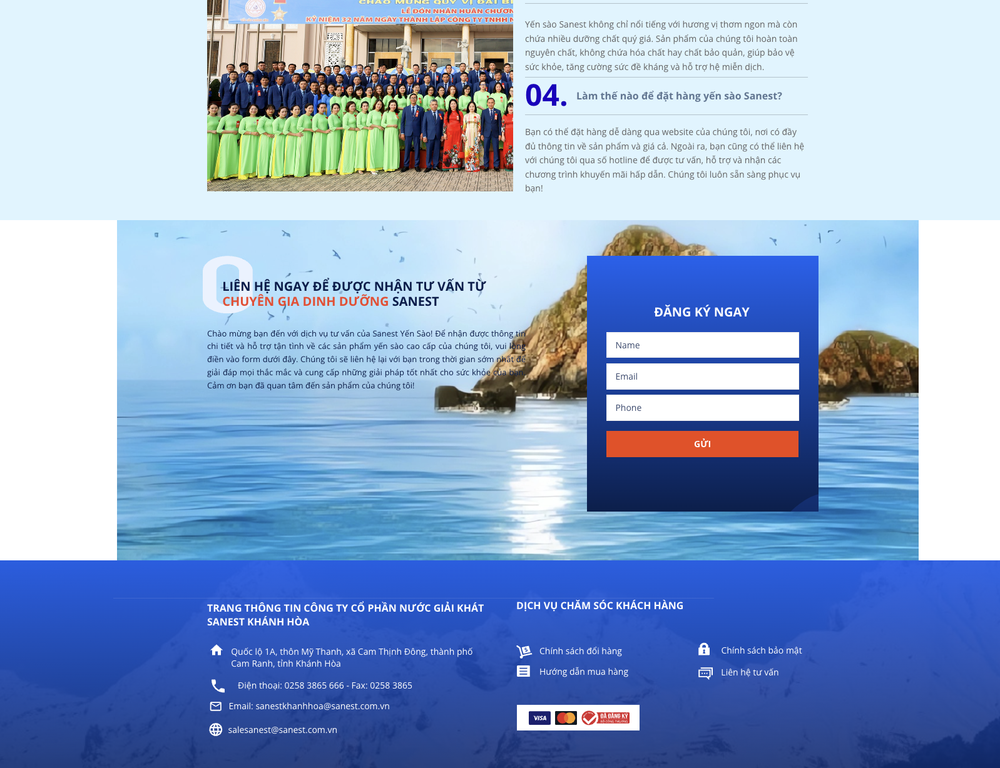 CHÀO MỪNG QUÝ VỊ ĐẠI BI
LỄ ĐÓN NHẬN HUÂN CHƯƠN
KỶ NIỆM 32 NĂM NGÀY THÀNH LẬP CÔNG TY TNHH N
Yến sào Sanest không chỉ nổi tiếng với hương vị thơm ngon mà còn
chứa nhiều dưỡng chất quý giá. Sản phẩm của chúng tôi hoàn toàn
nguyên chất, không chứa hóa chất hay chất bảo quản, giúp bảo vệ
sức khỏe, tăng cường sức đề kháng và hỗ trợ hệ miễn dịch.
04. Làm thế nào để đặt hàng yến sào Sanest?
Bạn có thể đặt hàng dễ dàng qua website của chúng tôi, nơi có đầy
đủ thông tin về sản phẩm và giá cả. Ngoài ra, bạn cũng có thể liên hệ
với chúng tôi qua số hotline để được tư vấn, hỗ trợ và nhận các
chương trình khuyến mãi hấp dẫn. Chúng tôi luôn sẵn sàng phục vụ
bạn!
LIÊN HỆ NGAY ĐỂ ĐƯỢC NHẬN TƯ VẤN TỪ
CHUYÊN GIA DINH DƯỠNG SANEST
Chào mừng bạn đến với dịch vụ tư vấn của Sanest Yến Sào! Để nhận được thông tin
chi tiết và hỗ trợ tận tình về các sản phẩm yến sào cao cấp của chúng tôi, vui lòng
điền vào form dưới đây. Chúng tôi sẽ liên hệ lại với bạn trong thời gian sớm nhất để
giải đáp mọi thắc mắc và cung cấp những giải pháp tốt nhất cho sức khỏe của bạn.
Cảm ơn bạn đã quan tâm đến sản phẩm của chúng tôi!
ĐĂNG KÝ NGAY
Name
Email
Phone
GỬI
TRANG THÔNG TIN CÔNG TY CỔ PHẦN NƯỚC GIẢI KHÁT
SANEST KHÁNH HÒA
Quốc lộ 1A, thôn Mỹ Thanh, xã Cam Thịnh Đông, thành phố
Cam Ranh, tỉnh Khánh Hòa
Điện thoại: 0258 3865 666 - Fax: 0258 3865
Email: sanestkhanhhoa@sanest.com.vn
salesanest@sanest.com.vn
DỊCH VỤ CHĂM SÓC KHÁCH HÀNG
Chính sách đổi hàng
Hướng dẫn mua hàng
Chính sách bảo mật
Liên hệ tư vấn
VISA
ĐÃ ĐĂNG KÝ
BỘ CÔNG THƯƠNG